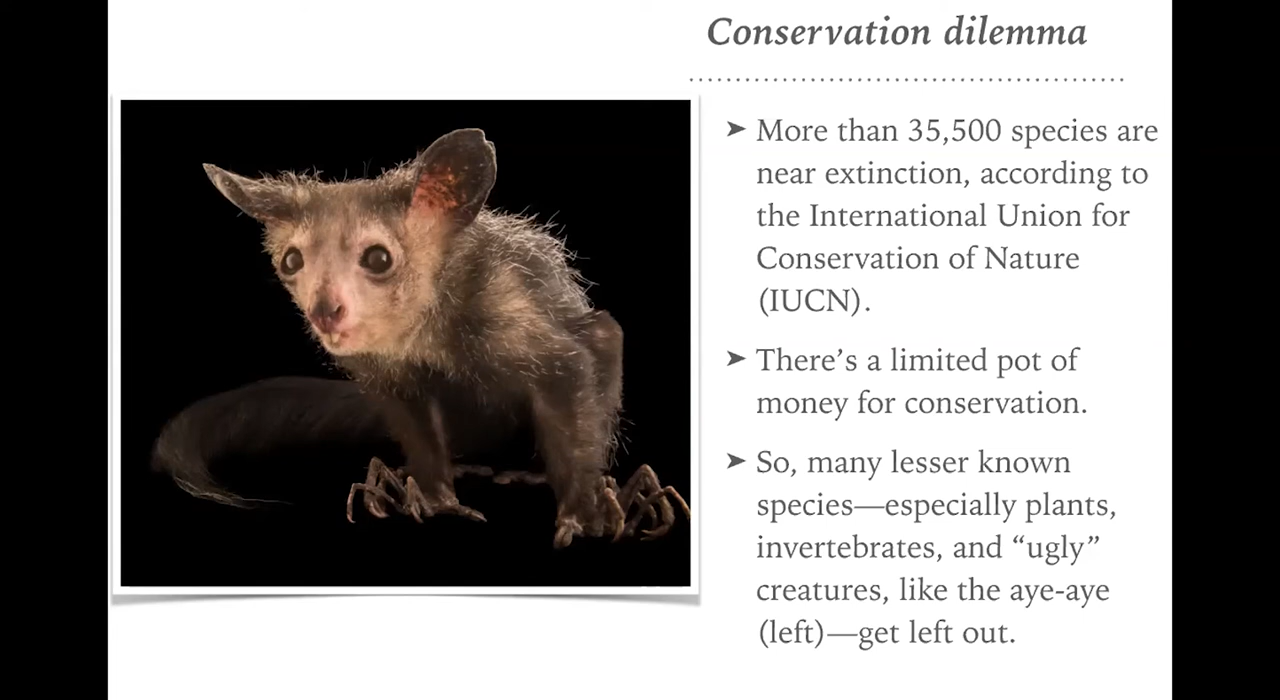 Conservation dilemma
➤ More than 35,500 species are
near extinction, according to
the International Union for
Conservation of Nature
(IUCN).
➤ There’s a limited pot of
money for conservation.
➤ So, many lesser known
species—especially plants,
invertebrates, and “ugly”
creatures, like the aye-aye
(left)—get left out.